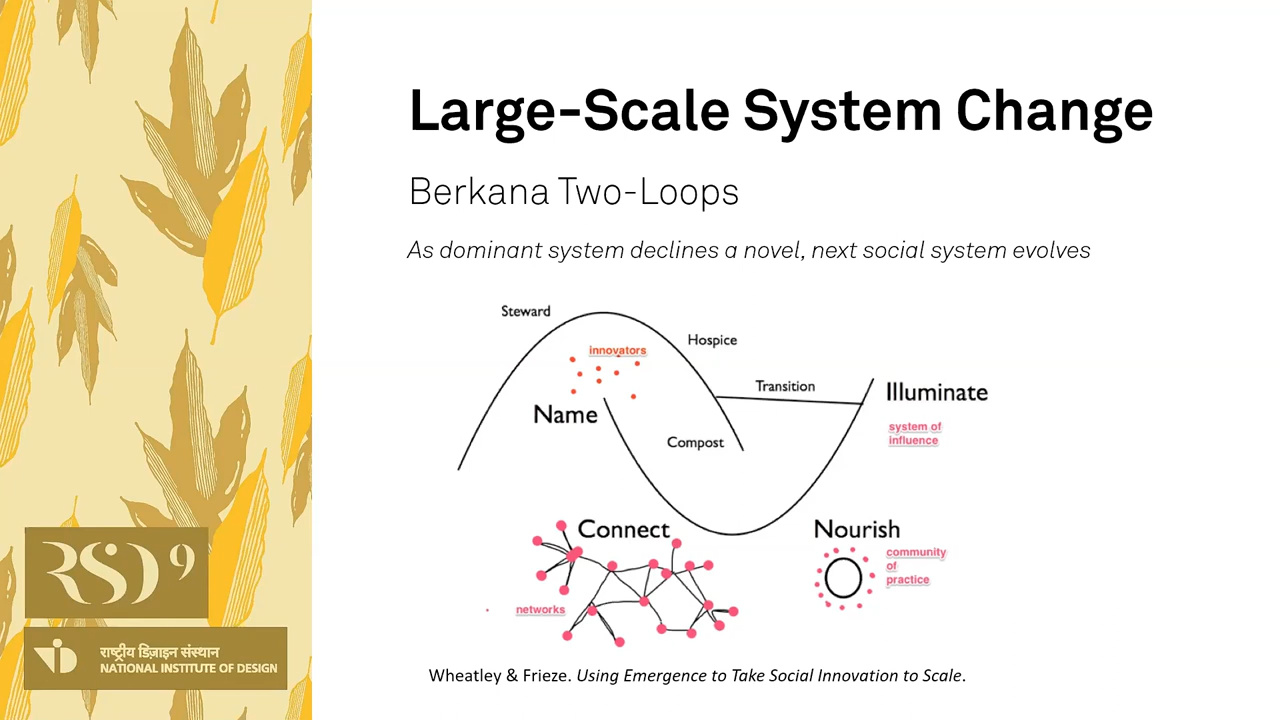 Large-Scale System Change
Berkana Two-Loops
As dominant system declines a novel, next social system evolves
Steward
innovators
Hospice
Name
Transition
Illuminate
Compost
system of
influence
Connect
Nourish
community
of
practice
networks
Wheatley & Frieze. Using Emergence to Take Social Innovation to Scale.
RSD9
राष्ट्रीय डिज़ाइन संस्थान
NATIONAL INSTITUTE OF DESIGN